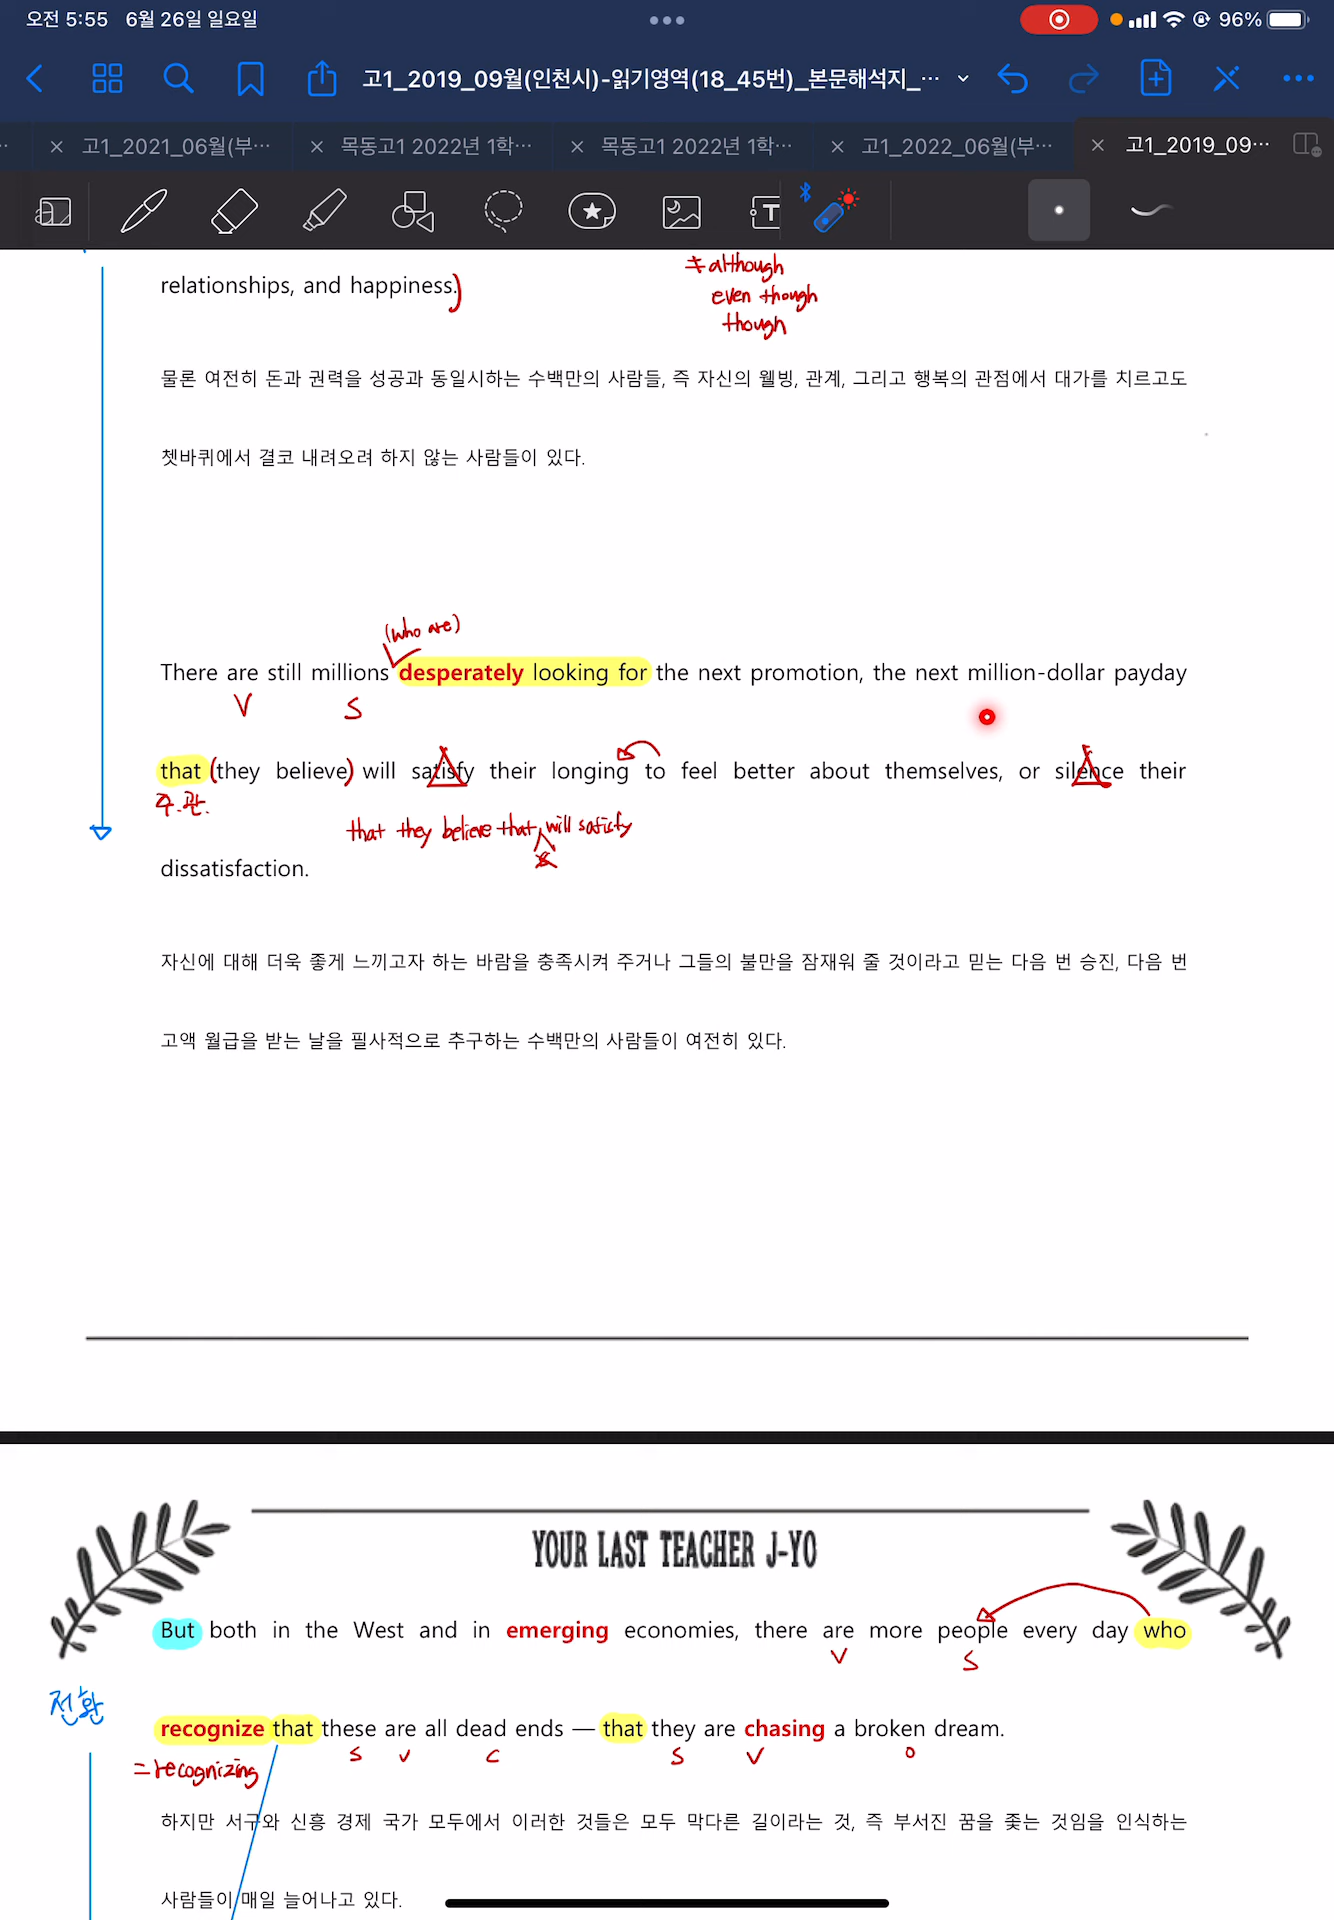 오전 5:55 6월 26일 일요일
96%
고1_2019_09월(인천시)-읽기영역(18_45번)_본문해석지_…
고1_2021_06월(부… 목동고1 2022년 1학… 목동고1 2022년 1학… 고1_2022_06월(부… 고1_2019_09…
relationships, and happiness.)
≠ although
even though
though
물론 여전히 돈과 권력을 성공과 동일시하는 수백만의 사람들, 즉 자신의 웰빙, 관계, 그리고 행복의 관점에서 대가를 치르고도
쳇바퀴에서 결코 내려오려 하지 않는 사람들이 있다.
(who are)
There are still millions desperately looking for the next promotion, the next million-dollar payday
V S
that (they believe) will satisfy their longing to feel better about themselves, or silence their
주.관.
that they believe that will satisfy
dissatisfaction.
자신에 대해 더욱 좋게 느끼고자 하는 바람을 충족시켜 주거나 그들의 불만을 잠재워 줄 것이라고 믿는 다음 번 승진, 다음 번
고액 월급을 받는 날을 필사적으로 추구하는 수백만의 사람들이 여전히 있다.
YOUR LAST TEACHER J-YO
But both in the West and in emerging economies, there are more people every day who
V S
전환
recognize that these are all dead ends — that they are chasing a broken dream.
S V C S V O
= recognizing
하지만 서구와 신흥 경제 국가 모두에서 이러한 것들은 모두 막다른 길이라는 것, 즉 부서진 꿈을 좇는 것임을 인식하는
사람들이 매일 늘어나고 있다.